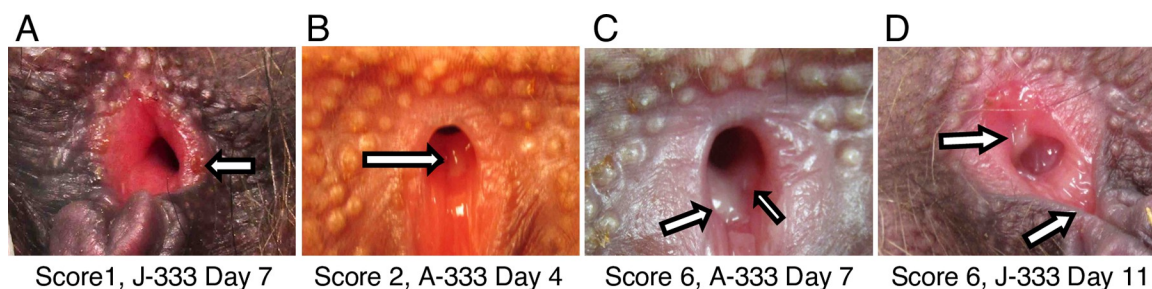 A
B
C
D
Score1, J-333 Day 7
Score 2, A-333 Day 4
Score 6, A-333 Day 7
Score 6, J-333 Day 11